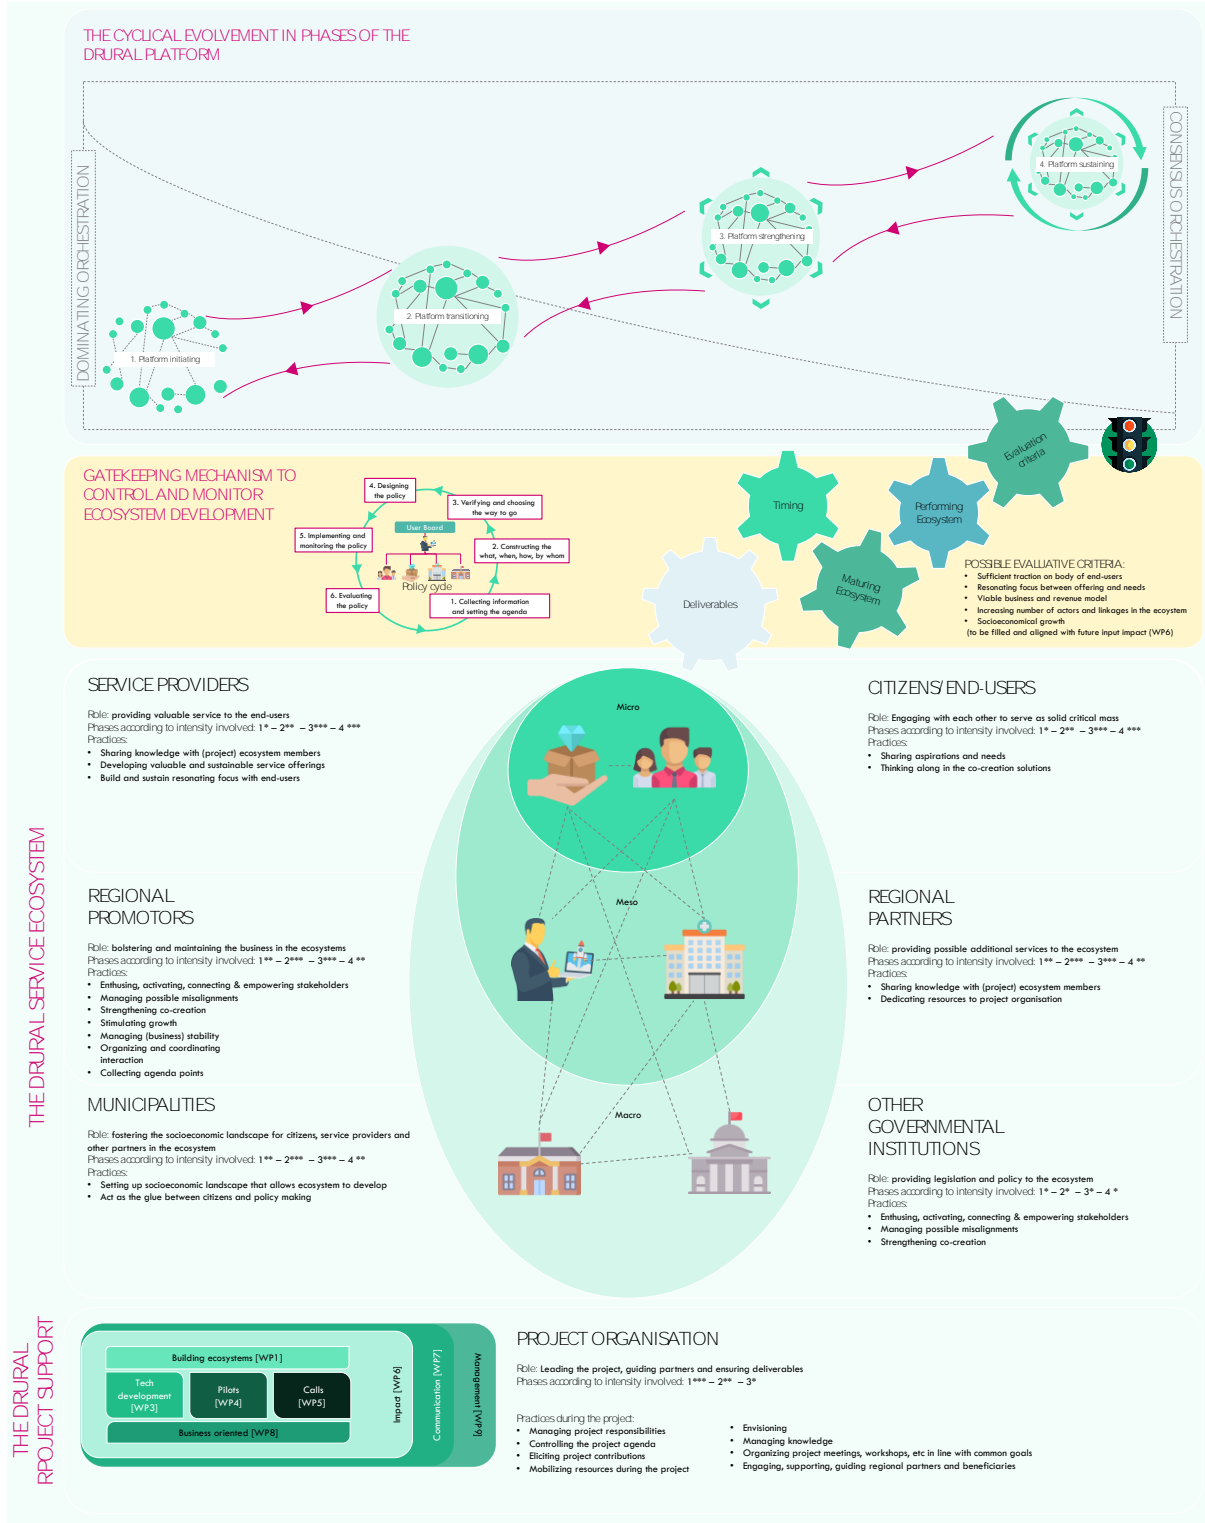 THE CYCLICAL EVOLVEMENT IN PHASES OF THE
DRURAL PLATFORM
DOMINATING ORCHESTRATION
CONSENSUS ORCHESTRATION
1. Platform initiating
2. Platform transitioning
3. Platform strengthening
4. Platform sustaining
GATEKEEPING MECHANISM TO
CONTROL AND MONITOR
ECOSYSTEM DEVELOPMENT
4. Designing
the policy
3. Verifying and choosing
the way to go
5. Implementing and
monitoring the policy
User Board
2. Constructing the
what, when, how, by whom
Policy cycle
6. Evaluating
the policy
1. Collecting information
and setting the agenda
Deliverables
Timing
Maturing
Ecosystem
Performing
Ecosystem
Evaluation
criteria
POSSIBLE EVALUATIVE CRITERIA:
• Sufficient traction on body of end-users
• Resonating focus between offering and needs
• Viable business and revenue model
• Increasing number of actors and linkages in the ecoystem
• Socioeconomical growth
(to be filled and aligned with future input impact (WP6)
THE DRURAL SERVICE ECOSYSTEM
SERVICE PROVIDERS
Role: providing valuable service to the end-users
Phases according to intensity involved: 1* – 2** – 3*** – 4 ***
Practices:
• Sharing knowledge with (project) ecosystem members
• Developing valuable and sustainable service offerings
• Build and sustain resonating focus with end-users
CITIZENS/END-USERS
Role: Engaging with each other to serve as solid critical mass
Phases according to intensity involved: 1* – 2** – 3*** – 4 ***
Practices:
• Sharing aspirations and needs
• Thinking along in the co-creation solutions
Micro
Meso
Macro
REGIONAL
PROMOTORS
Role: bolstering and maintaining the business in the ecosystems
Phases according to intensity involved: 1** – 2*** – 3*** – 4 **
Practices:
• Enthusing, activating, connecting & empowering stakeholders
• Managing possible misalignments
• Strengthening co-creation
• Stimulating growth
• Managing (business) stability
• Organizing and coordinating
interaction
• Collecting agenda points
REGIONAL
PARTNERS
Role: providing possible additional services to the ecosystem
Phases according to intensity involved: 1** – 2*** – 3*** – 4 **
Practices:
• Sharing knowledge with (project) ecosystem members
• Dedicating resources to project organisation
MUNICIPALITIES
Role: fostering the socioeconomic landscape for citizens, service providers and
other partners in the ecosystem
Phases according to intensity involved: 1** – 2*** – 3*** – 4 **
Practices:
• Setting up socioeconomic landscape that allows ecosystem to develop
• Act as the glue between citizens and policy making
OTHER
GOVERNMENTAL
INSTITUTIONS
Role: providing legislation and policy to the ecosystem
Phases according to intensity involved: 1* – 2* – 3* – 4 *
Practices:
• Enthusing, activating, connecting & empowering stakeholders
• Managing possible misalignments
• Strengthening co-creation
THE DRURAL
RPOJECT SUPPORT
Building ecosystems [WP1]
Tech
development
[WP3]
Pilots
[WP4]
Calls
[WP5]
Business oriented [WP8]
Impact [WP6]
Communication [WP7]
Management [WP9]
PROJECT ORGANISATION
Role: Leading the project, guiding partners and ensuring deliverables
Phases according to intensity involved: 1*** – 2** – 3*
Practices during the project:
• Managing project responsibilities
• Controlling the project agenda
• Eliciting project contributions
• Mobilizing resources during the project
• Envisioning
• Managing knowledge
• Organizing project meetings, workshops, etc in line with common goals
• Engaging, supporting, guiding regional partners and beneficiaries